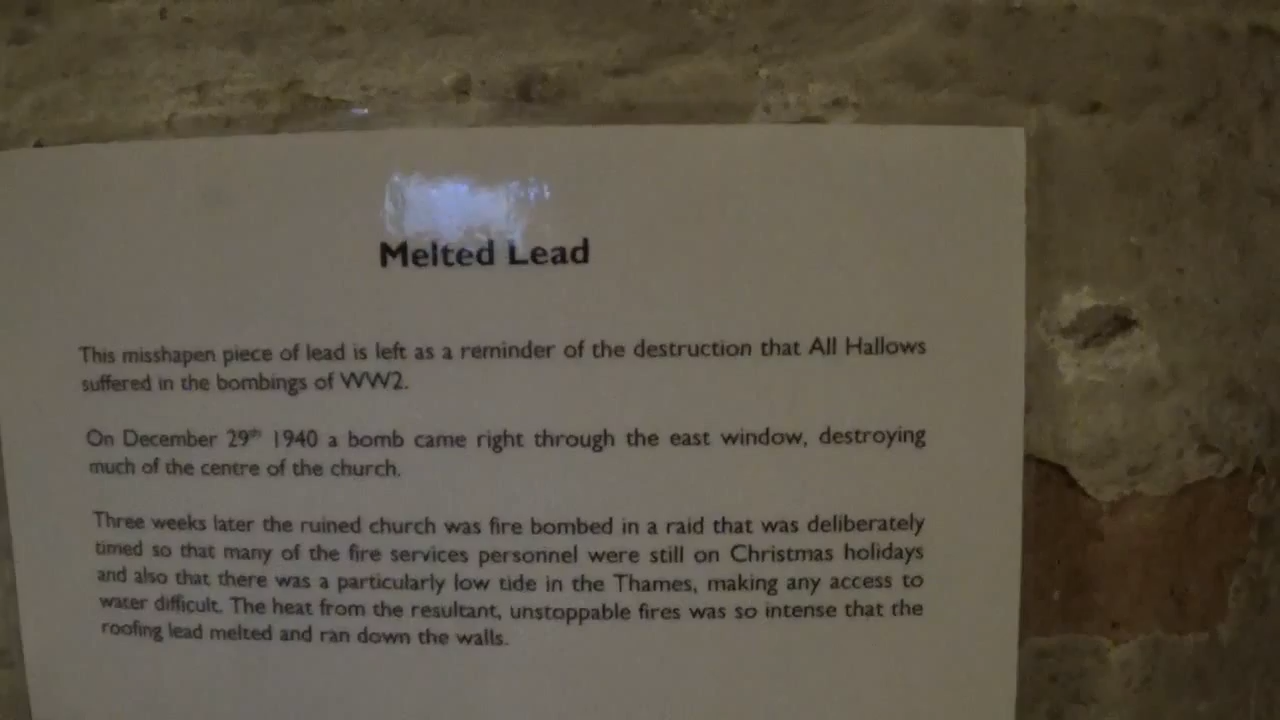 Melted Lead
This misshapen piece of lead is left as a reminder of the destruction that All Hallows
suffered in the bombings of WW2.
On December 29th 1940 a bomb came right through the east window, destroying
much of the centre of the church.
Three weeks later the ruined church was fire bombed in a raid that was deliberately
timed so that many of the fire services personnel were still on Christmas holidays
and also that there was a particularly low tide in the Thames, making any access to
water difficult. The heat from the resultant, unstoppable fires was so intense that the
roofing lead melted and ran down the walls.